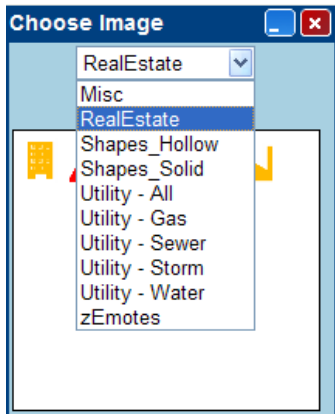 Choose Image
RealEstate
Misc
RealEstate
Shapes_Hollow
Shapes_Solid
Utility - All
Utility - Gas
Utility - Sewer
Utility - Storm
Utility - Water
zEmotes